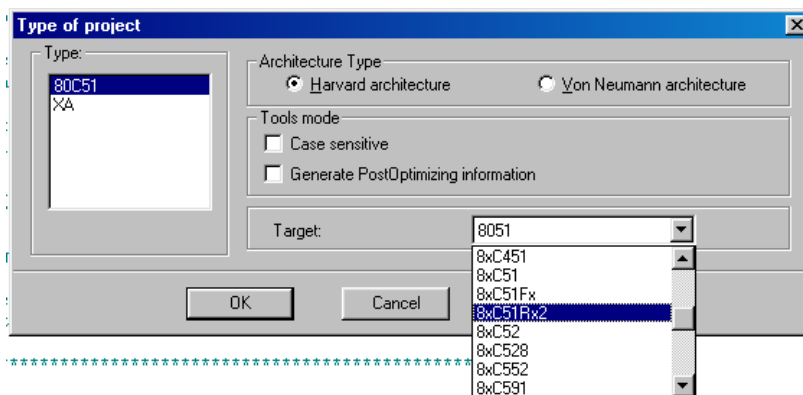 Type of project
Type:
80C51
XA
Architecture Type
Harvard architecture
Von Neumann architecture
Tools mode
Case sensitive
Generate PostOptimizing information
Target:
8051
8xC451
8xC51
8xC51Fx
8xC51Rx2
8xC52
8xC528
8xC552
8xC591
OK
Cancel